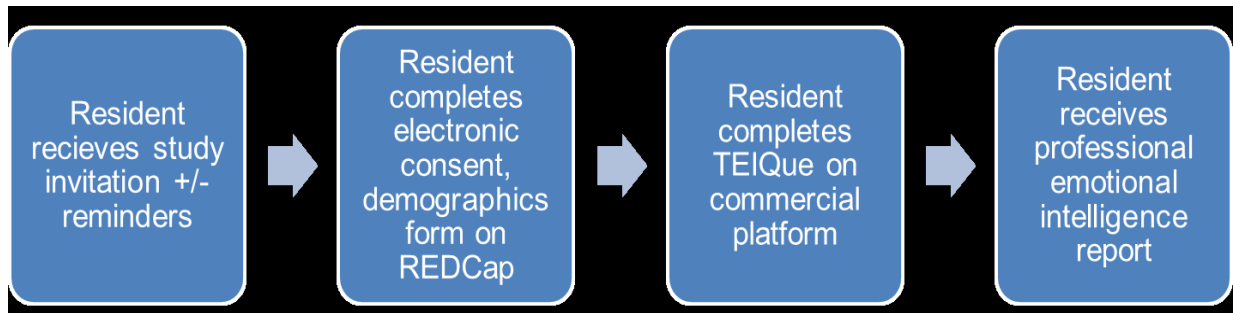 Resident
recieves study
invitation +/-
reminders
Resident
completes
electronic
consent,
demographics
form on
REDCap
Resident
completes
TEIQue on
commercial
platform
Resident
receives
professional
emotional
intelligence
report